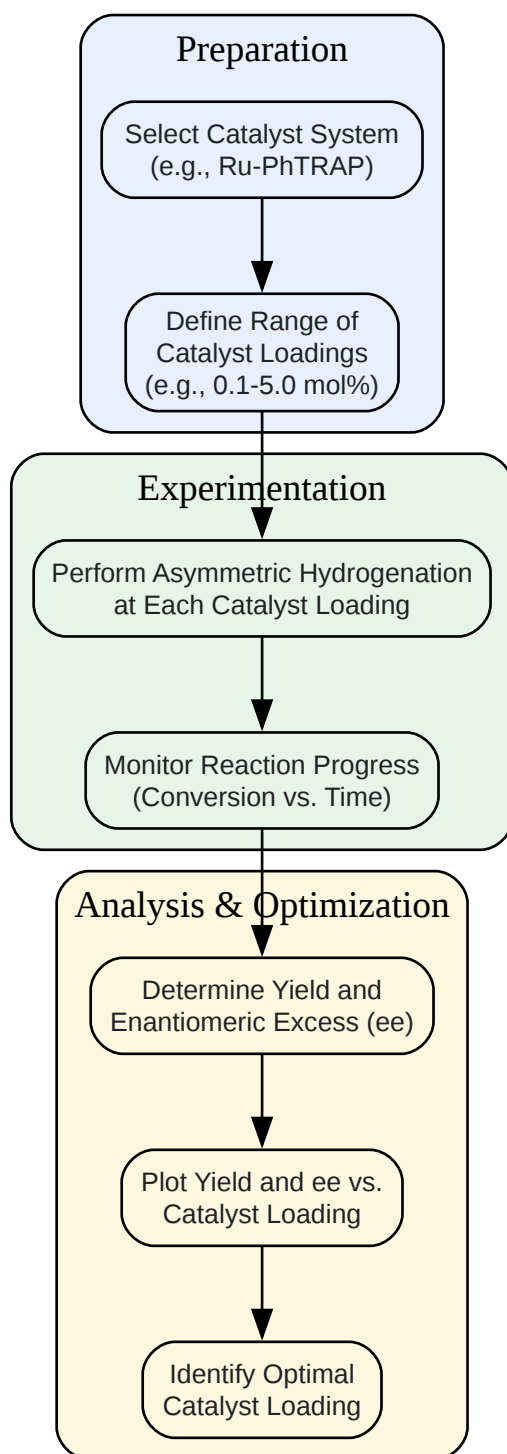 Preparation
Select Catalyst System
(e.g., Ru-PhTRAP)
Define Range of
Catalyst Loadings
(e.g., 0.1-5.0 mol%)
Experimentation
Perform Asymmetric Hydrogenation
at Each Catalyst Loading
Monitor Reaction Progress
(Conversion vs. Time)
Analysis & Optimization
Determine Yield and
Enantiomeric Excess (ee)
Plot Yield and ee vs.
Catalyst Loading
Identify Optimal
Catalyst Loading